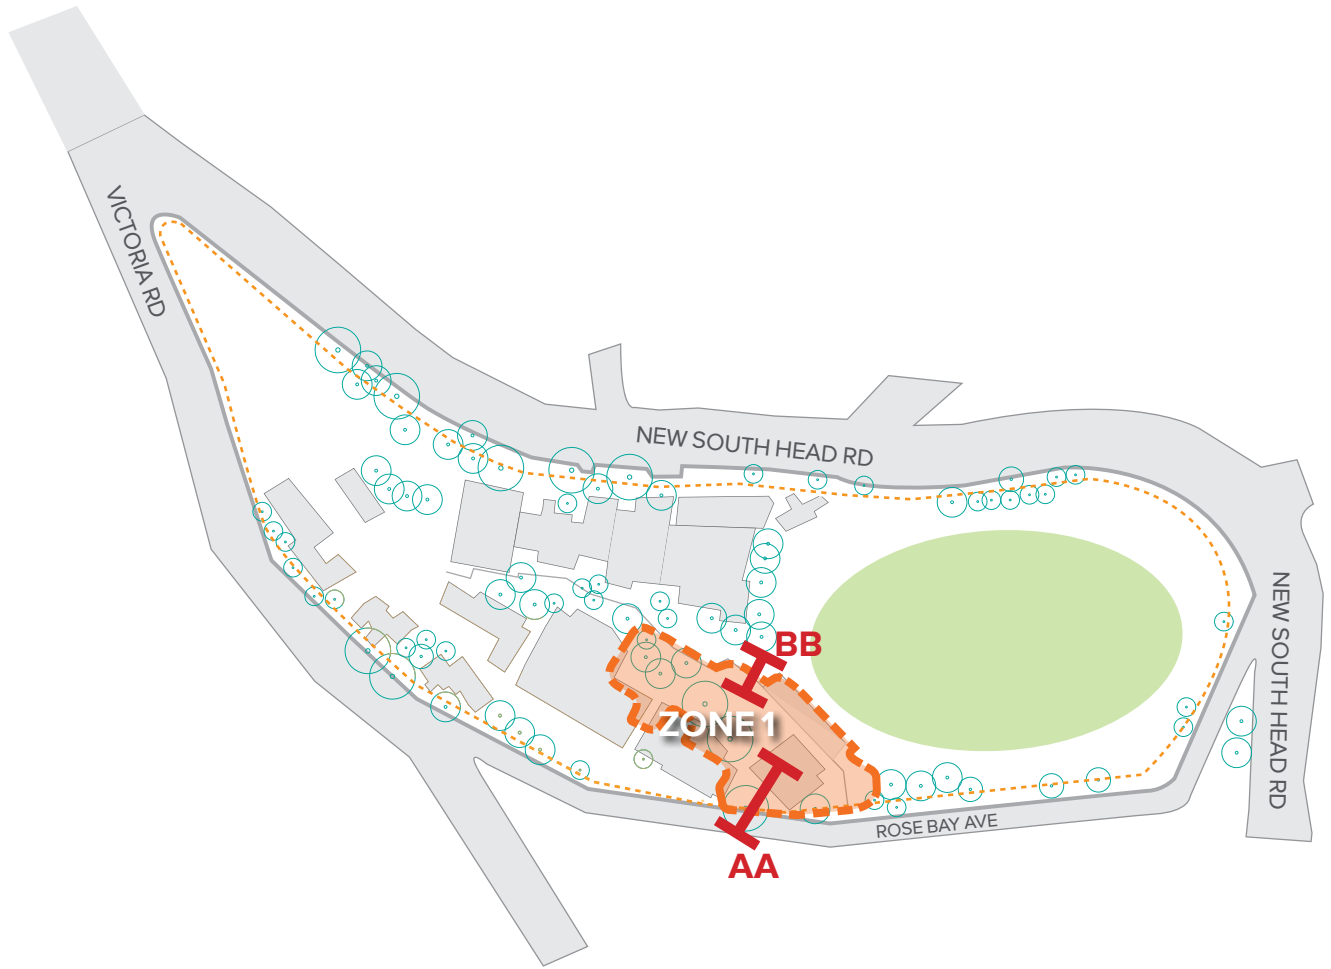 VICTORIA RD
NEW SOUTH HEAD RD
NEW SOUTH HEAD RD
BB
ZONE 1
ROSE BAY AVE
AA